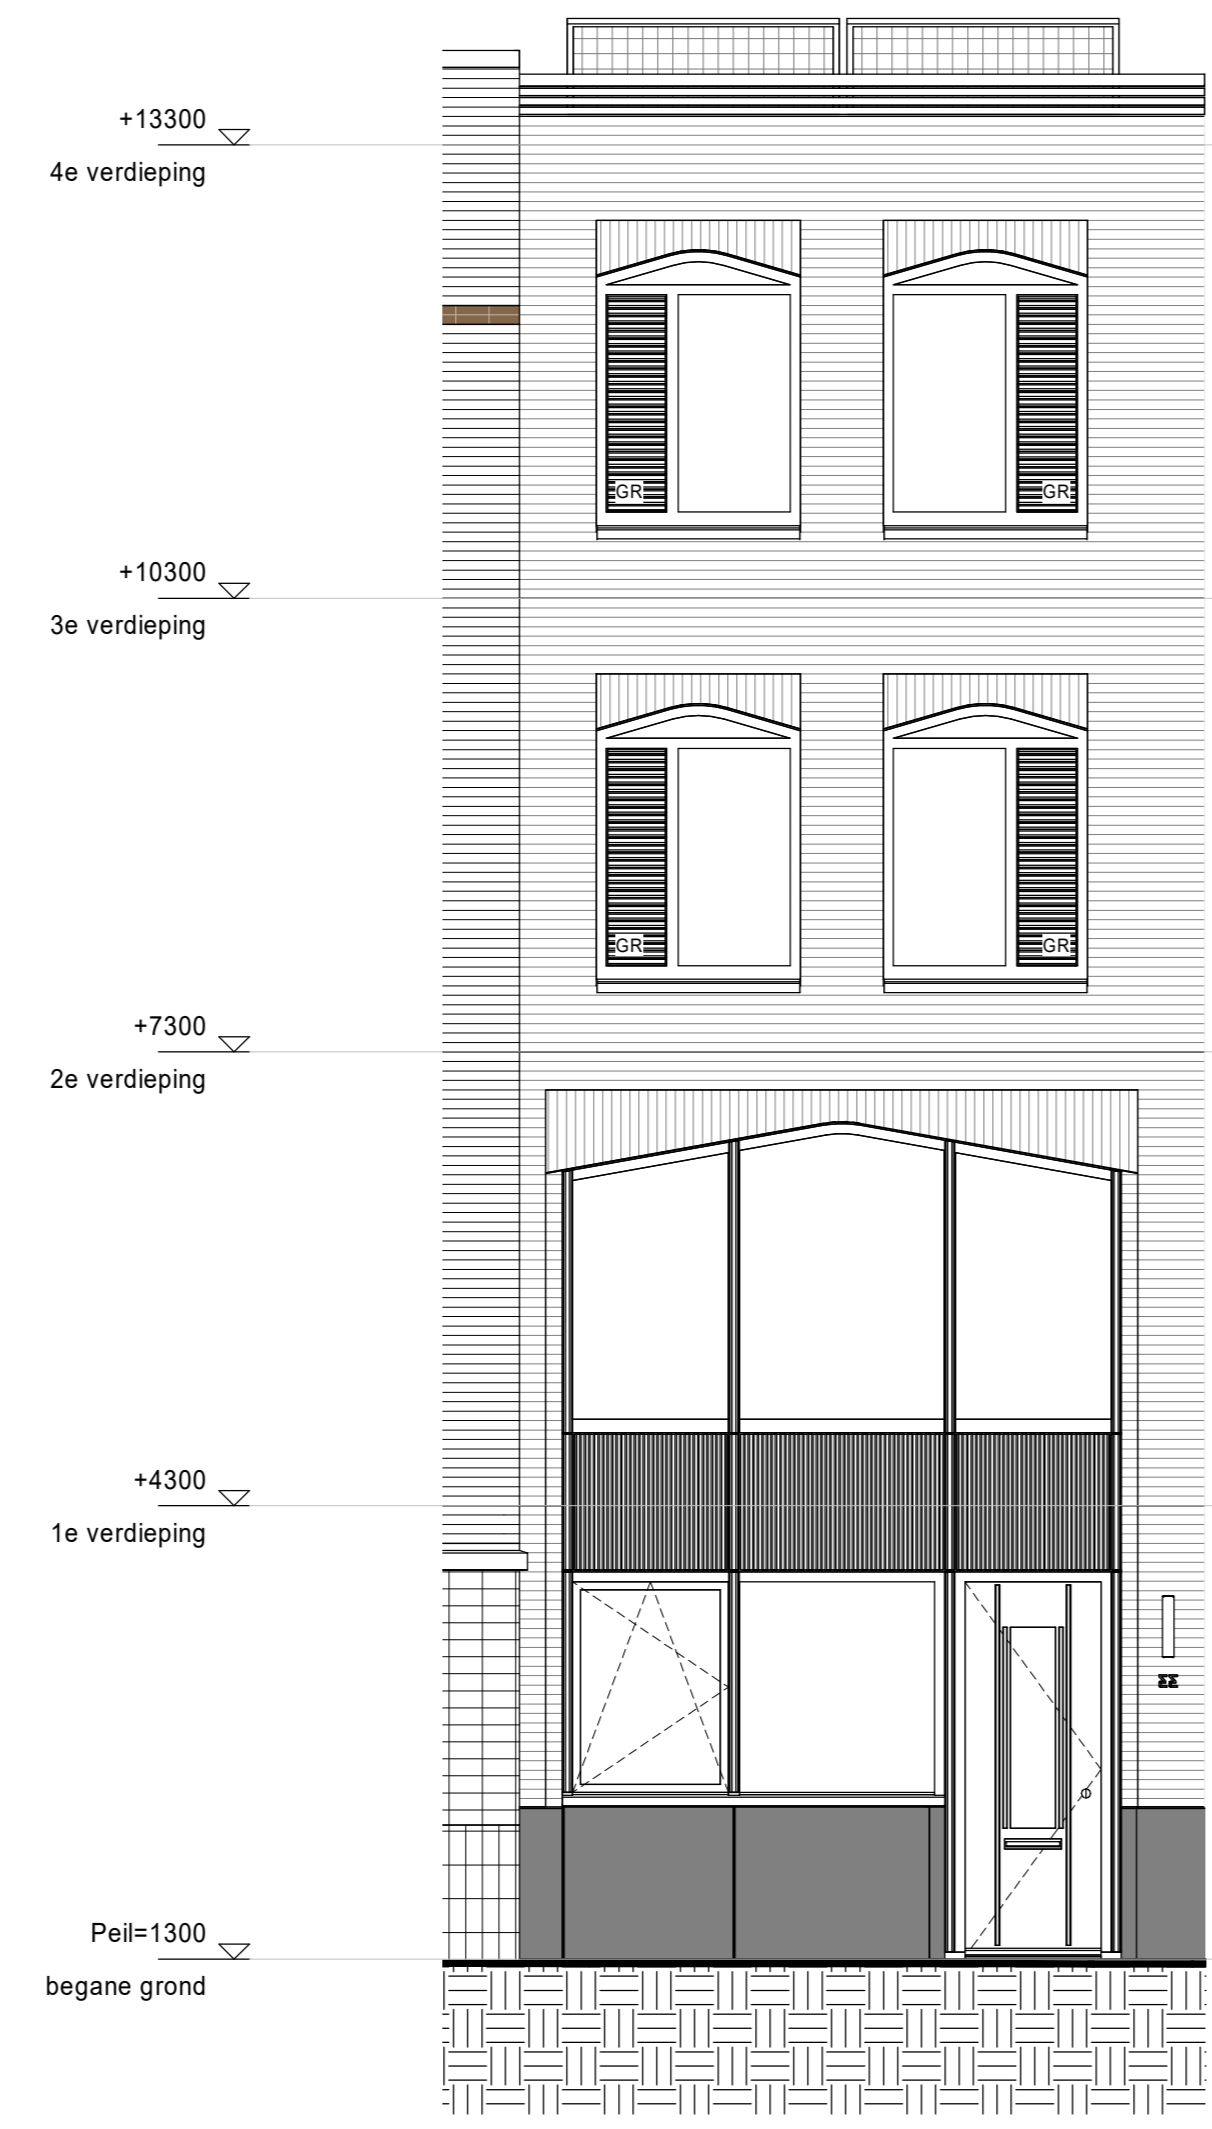 +13300
4e verdieping
GR GR
+10300
3e verdieping
GR GR
+7300
2e verdieping
+4300
1e verdieping
Peil=1300
begane grond